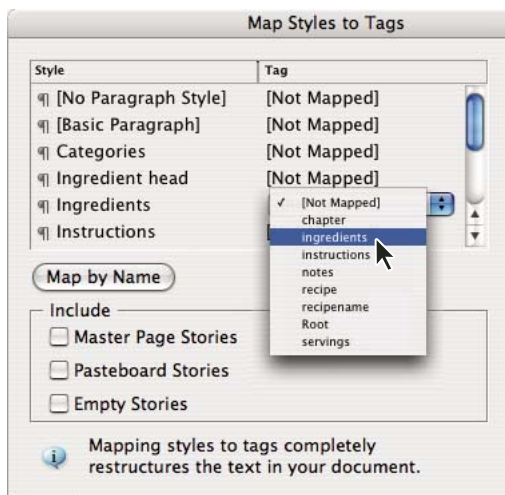 Map Styles to Tags
Style Tag
¶ [No Paragraph Style] [Not Mapped]
¶ [Basic Paragraph] [Not Mapped]
¶ Categories [Not Mapped]
¶ Ingredient head [Not Mapped]
¶ Ingredients
¶ Instructions
✓ [Not Mapped]
chapter
ingredients
instructions
notes
recipe
recipename
Root
servings
Map by Name
Include
Master Page Stories
Pasteboard Stories
Empty Stories
Mapping styles to tags completely
restructures the text in your document.